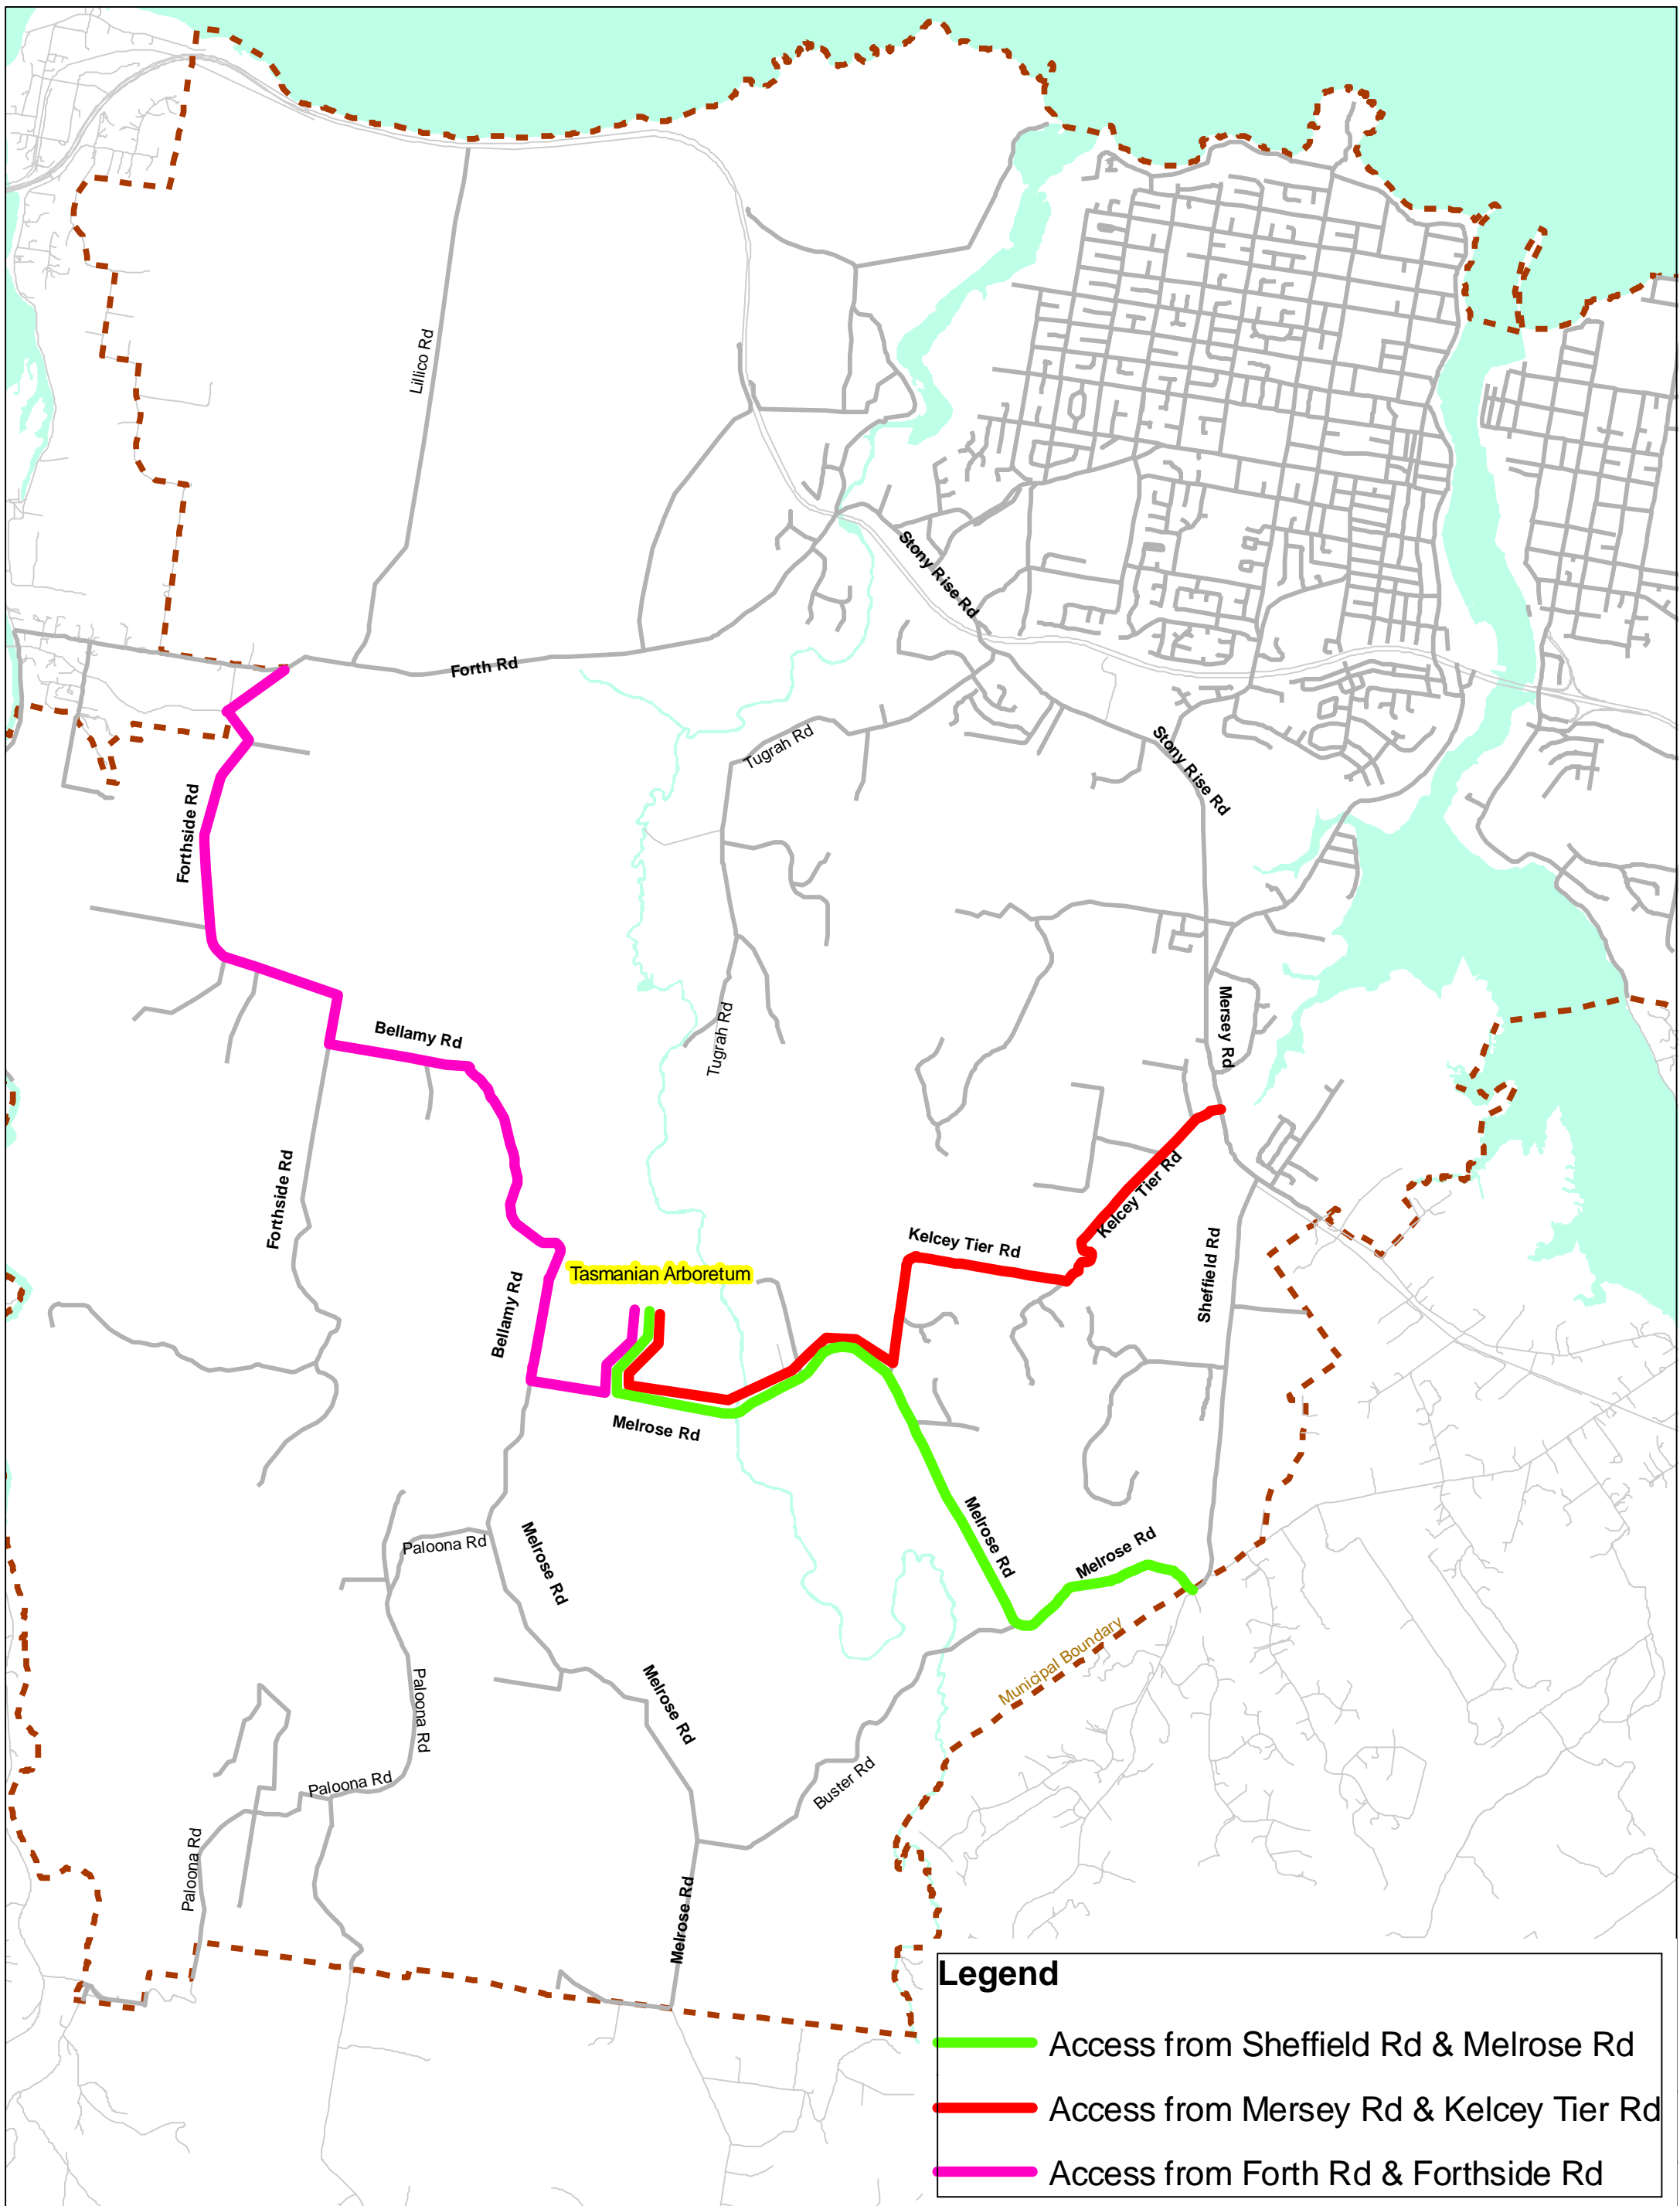 Lillico Rd
Stony Rise Rd
Forth Rd
Tugrah Rd
Stony Rise Rd
Forthside Rd
Mersey Rd
Tugrah Rd
Bellamy Rd
Kelcey Tier Rd
Forthside Rd
Kelcey Tier Rd
Sheffield Rd
Tasmanian Arboretum
Bellamy Rd
Melrose Rd
Melrose Rd
Melrose Rd
Paloona Rd
Melrose Rd
Municipal Boundary
Paloona Rd
Melrose Rd
Buster Rd
Paloona Rd
Paloona Rd
Melrose Rd
Legend
Access from Sheffield Rd & Melrose Rd
Access from Mersey Rd & Kelcey Tier Rd
Access from Forth Rd & Forthside Rd